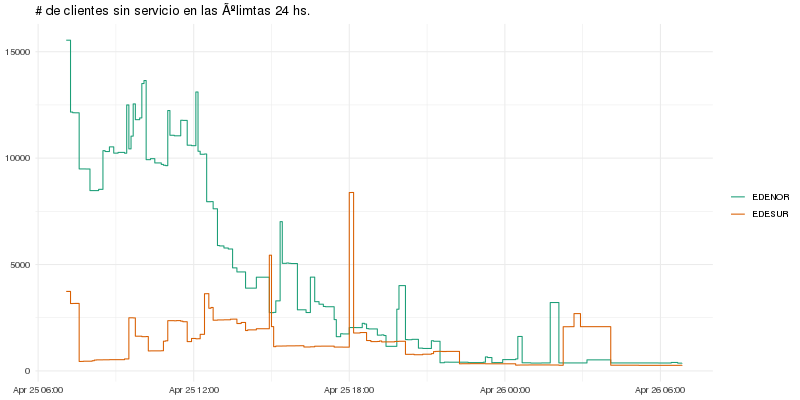 # de clientes sin servicio en las Ãºlimtas 24 hs.
15000
10000
5000
0
Apr 25 06:00
Apr 25 12:00
Apr 25 18:00
Apr 26 00:00
Apr 26 06:00
EDENOR
EDESUR